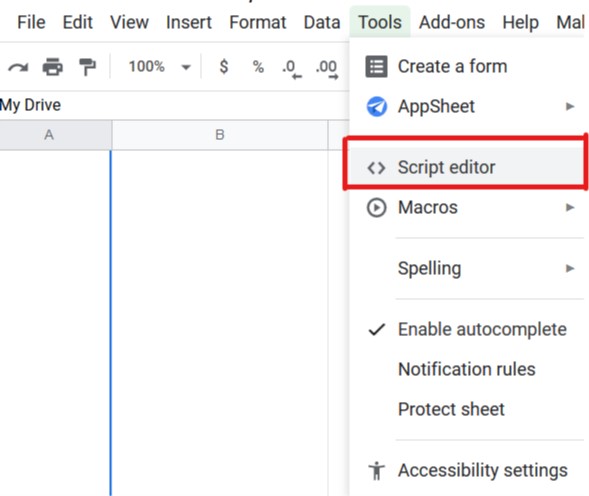 File Edit View Insert Format Data Tools Add-ons Help Mal
100% $ % .0 .00
My Drive
A B
Create a form
AppSheet
Script editor
Macros
Spelling
Enable autocomplete
Notification rules
Protect sheet
Accessibility settings